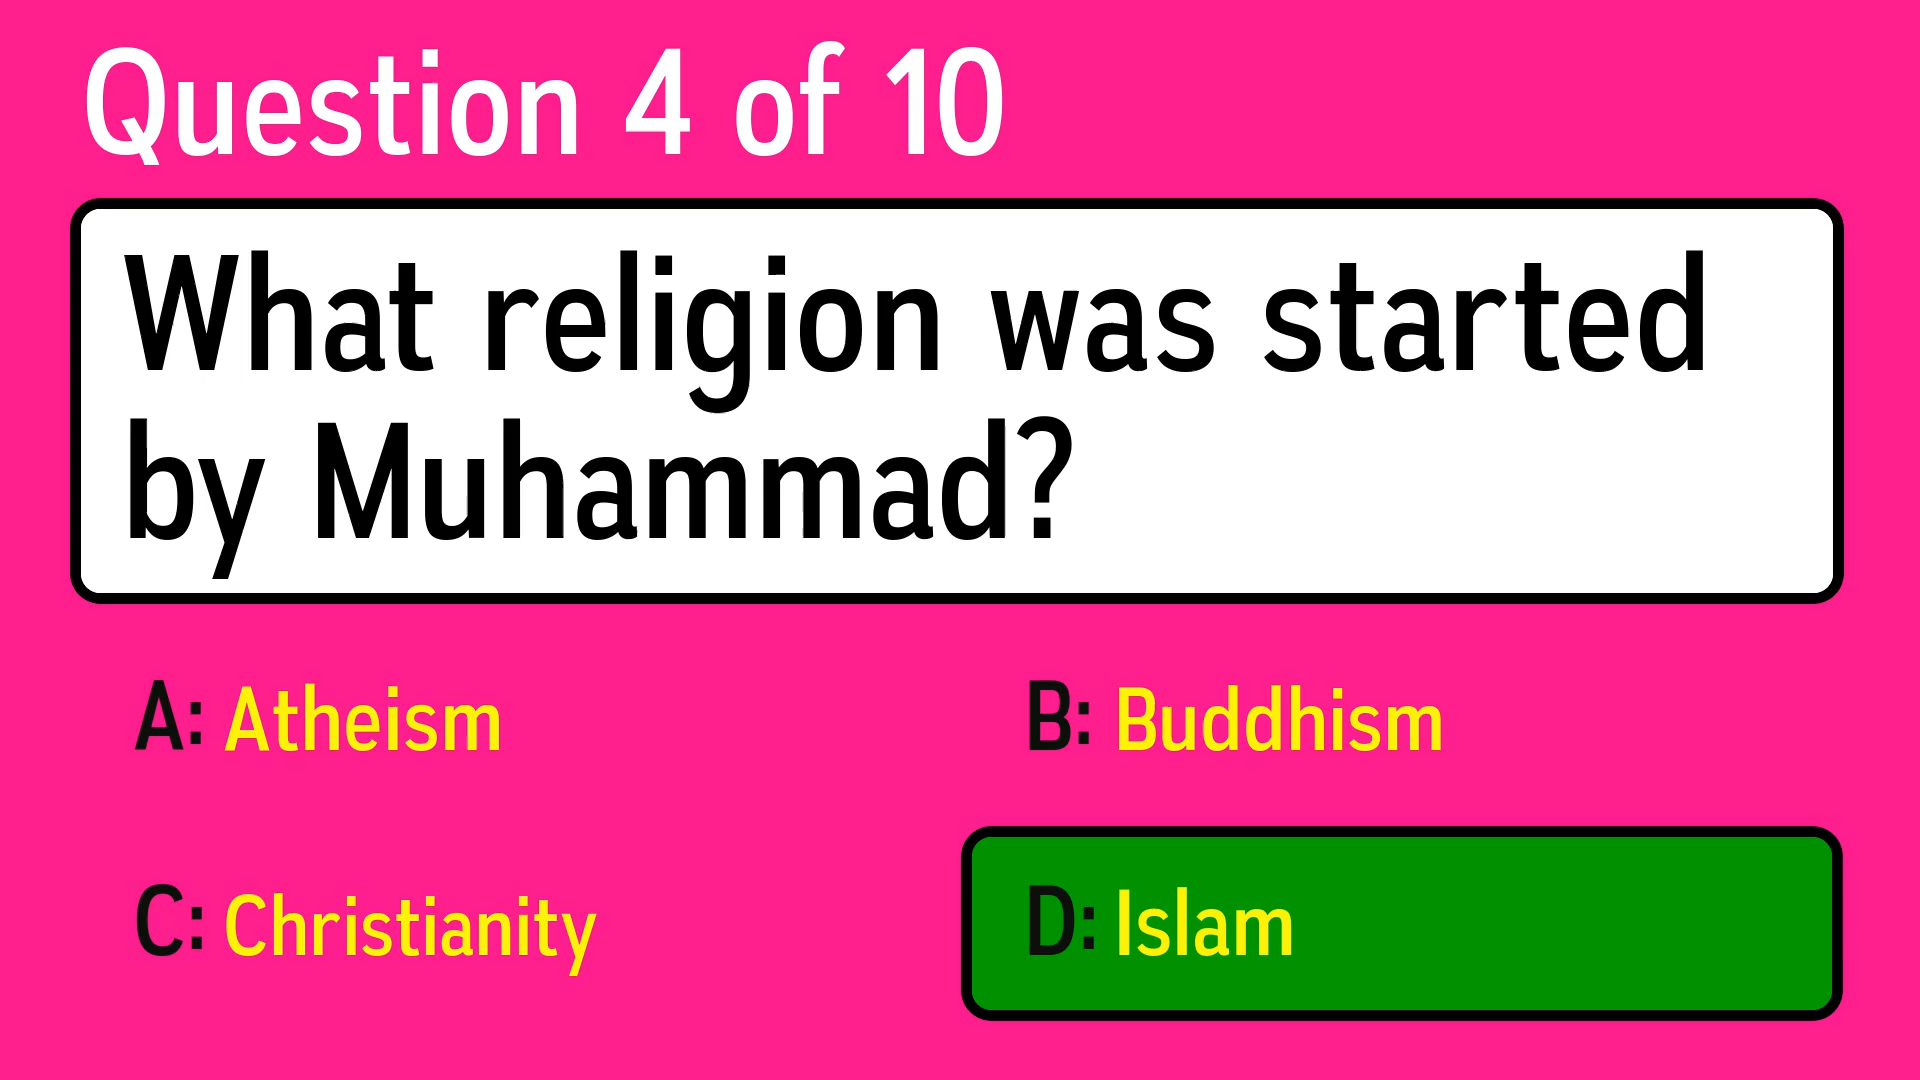 Question 4 of 10
What religion was started
by Muhammad?
A: Atheism
B: Buddhism
C: Christianity
D: Islam